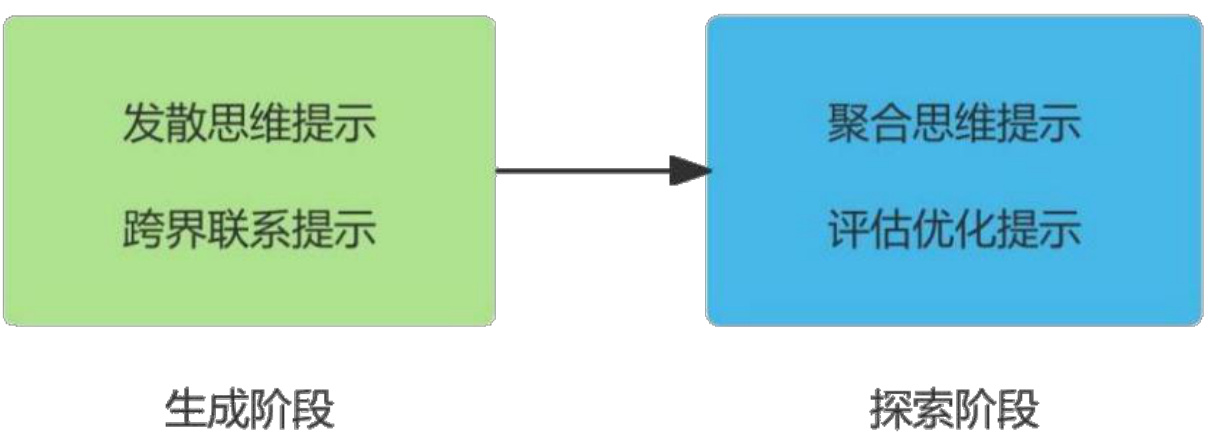 发散思维提示
跨界联系提示
生成阶段
聚合思维提示
评估优化提示
探索阶段